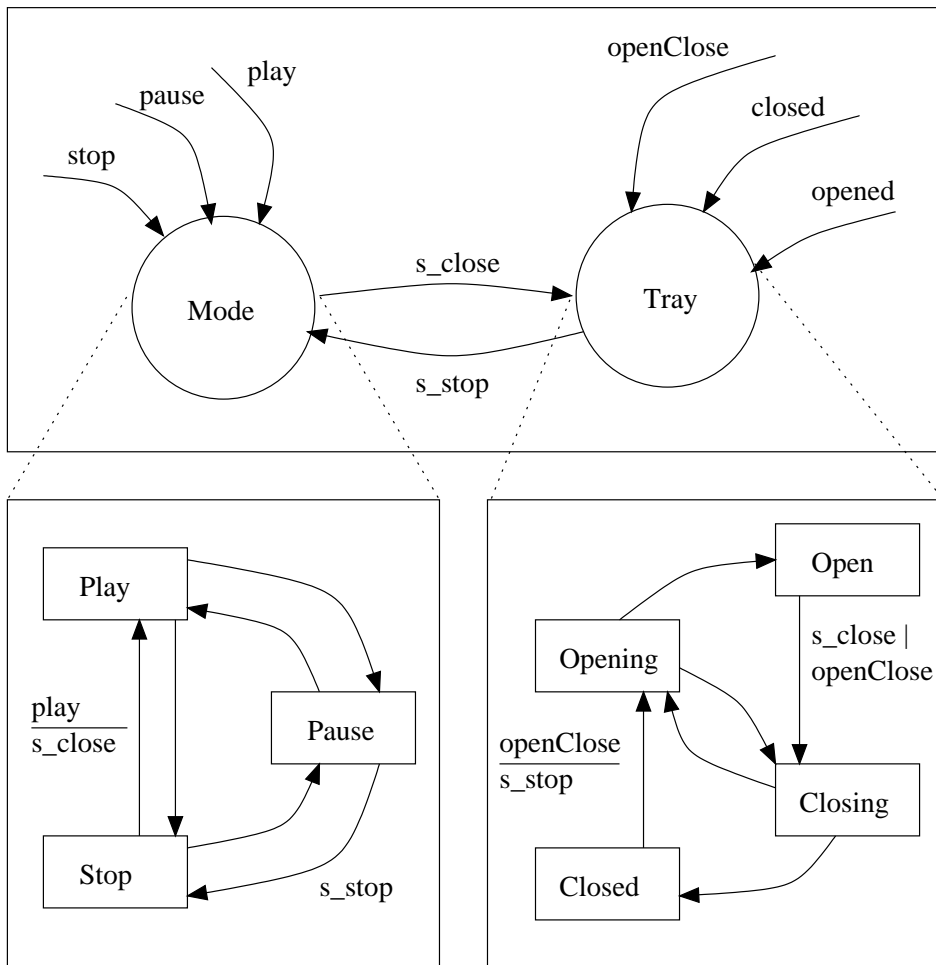 openClose
play
pause
closed
stop
opened
s_close
Mode
Tray
s_stop
Play
play
s_close
Pause
Stop
s_stop
Open
s_close |
openClose
Opening
openClose
s_stop
Closing
Closed